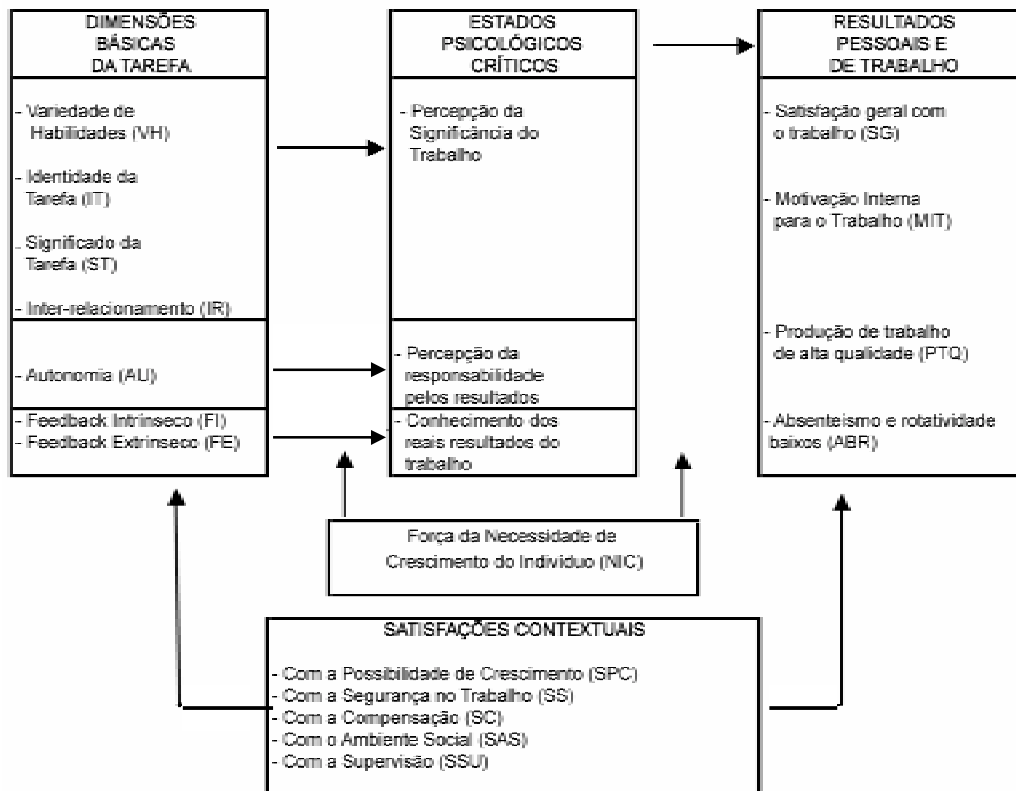 DIMENSÕES
BÁSICAS
DA TAREFA
- Variedade de
Habilidades (VH)
- Identidade da
Tarefa (IT)
- Significado da
Tarefa (ST)
- Inter-relacionamento (IR)
- Autonomia (AU)
- Feedback Intrínseco (FI)
- Feedback Extrínseco (FE)
ESTADOS
PSICOLÓGICOS
CRÍTICOS
- Percepção da
Significância do
Trabalho
- Percepção da
responsabilidade
pelos resultados
- Conhecimento dos
reais resultados do
trabalho
RESULTADOS
PESSOAIS E
DE TRABALHO
- Satisfação geral com
o trabalho (SG)
- Motivação Interna
para o Trabalho (MIT)
- Produção de trabalho
de alta qualidade (PTQ)
- Absenteísmo e rotatividade
baixos (ABR)
Força da Necessidade de
Crescimento do Indivíduo (NIC)
SATISFAÇÕES CONTEXTUAIS
- Com a Possibilidade de Crescimento (SPC)
- Com a Segurança no Trabalho (SS)
- Com a Compensação (SC)
- Com o Ambiente Social (SAS)
- Com a Supervisão (SSU)